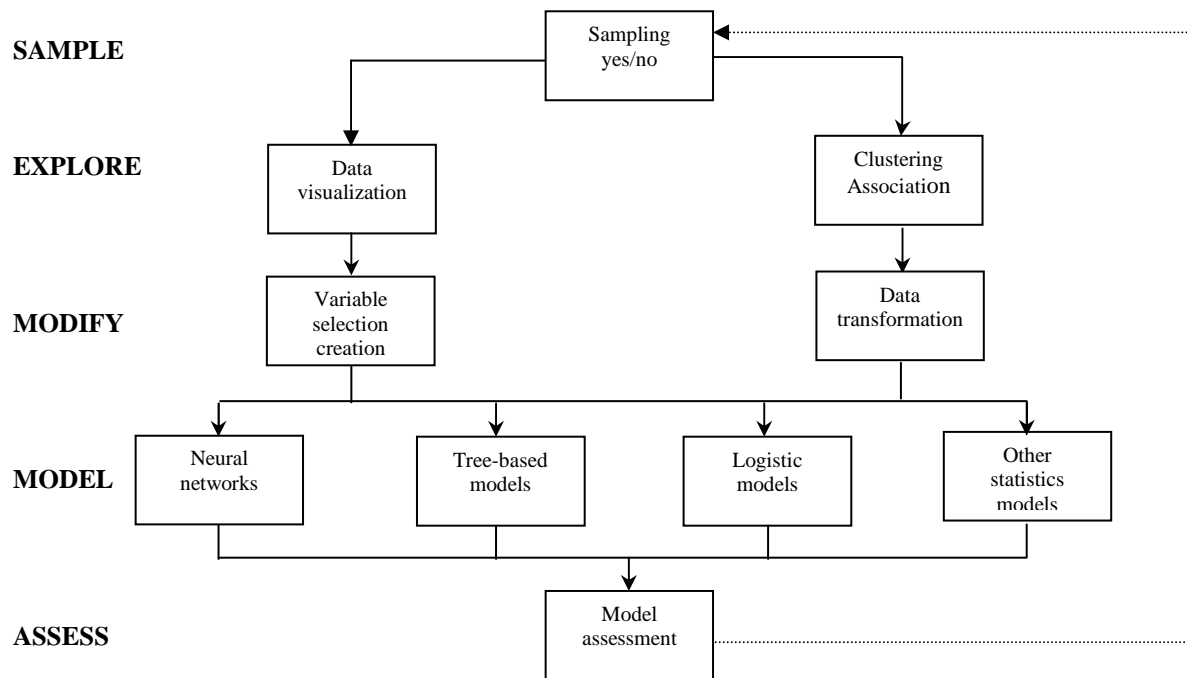 SAMPLE
Sampling
yes/no
EXPLORE
Data
visualization
Clustering
Association
MODIFY
Variable
selection
creation
Data
transformation
MODEL
Neural
networks
Tree-based
models
Logistic
models
Other
statistics
models
ASSESS
Model
assessment